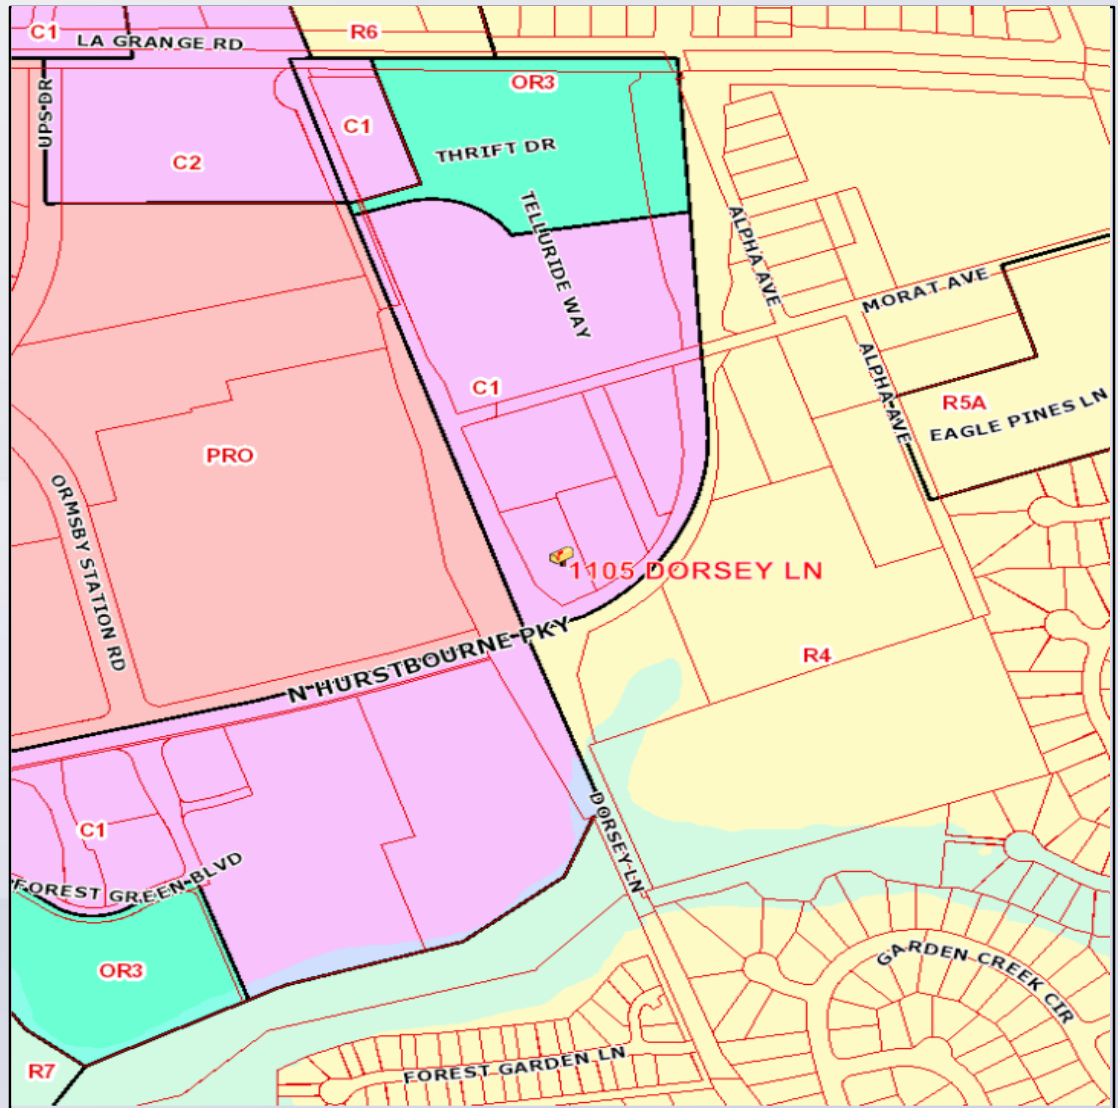 C1
LA GRANGE RD
R6
UPS DR
C2
C1
OR3
THRIFT DR
TELLURIDE WAY
ALPHA AVE
MORAT AVE
C1
ALPHA AVE
R5A
EAGLE PINES LN
PRO
ORMSBY STATION RD
1105 DORSEY LN
N HURSTBOURNE PKY
R4
DORSEY LN
C1
FOREST GREEN BLVD
OR3
GARDEN CREEK CIR
FOREST GARDEN LN
R7